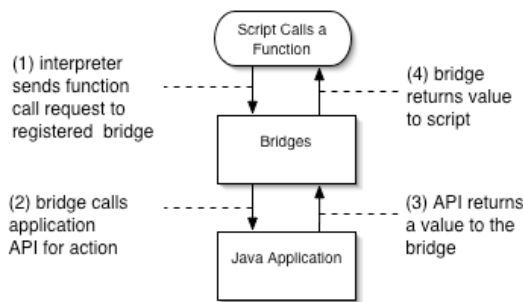 Script Calls a
Function
(1) interpreter
sends function
call request to
registered bridge
(4) bridge
returns value
to script
Bridges
(2) bridge calls
application
API for action
(3) API returns
a value to the
bridge
Java Application